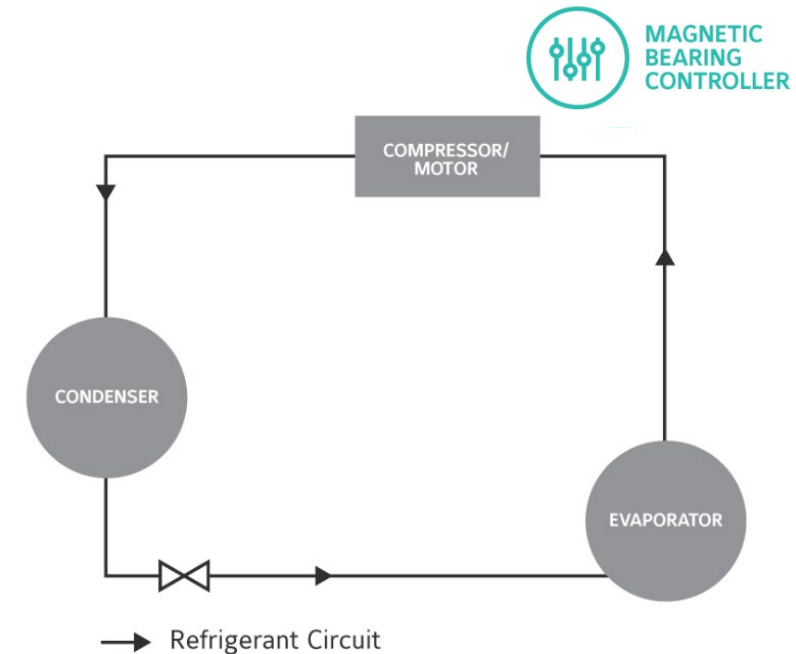 MAGNETIC
BEARING
CONTROLLER
COMPRESSOR/
MOTOR
CONDENSER
EVAPORATOR
Refrigerant Circuit